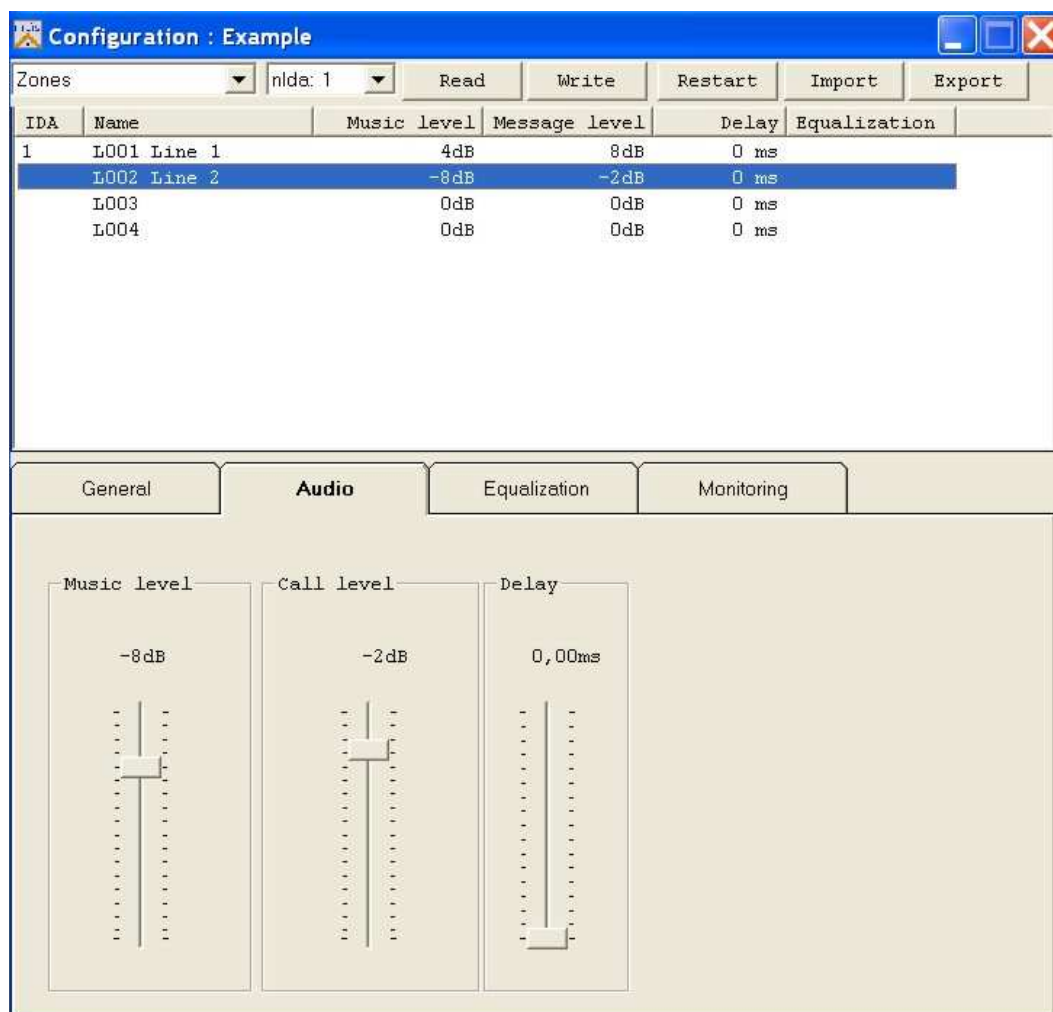 Configuration : Example
Zones nIda: 1 Read Write Restart Import Export
IDA Name Music level Message level Delay Equalization
1 L001 Line 1 4dB 8dB 0 ms
L002 Line 2 -8dB -2dB 0 ms
L003 0dB 0dB 0 ms
L004 0dB 0dB 0 ms
General Audio Equalization Monitoring
Music level Call level Delay
-8dB -2dB 0,00ms